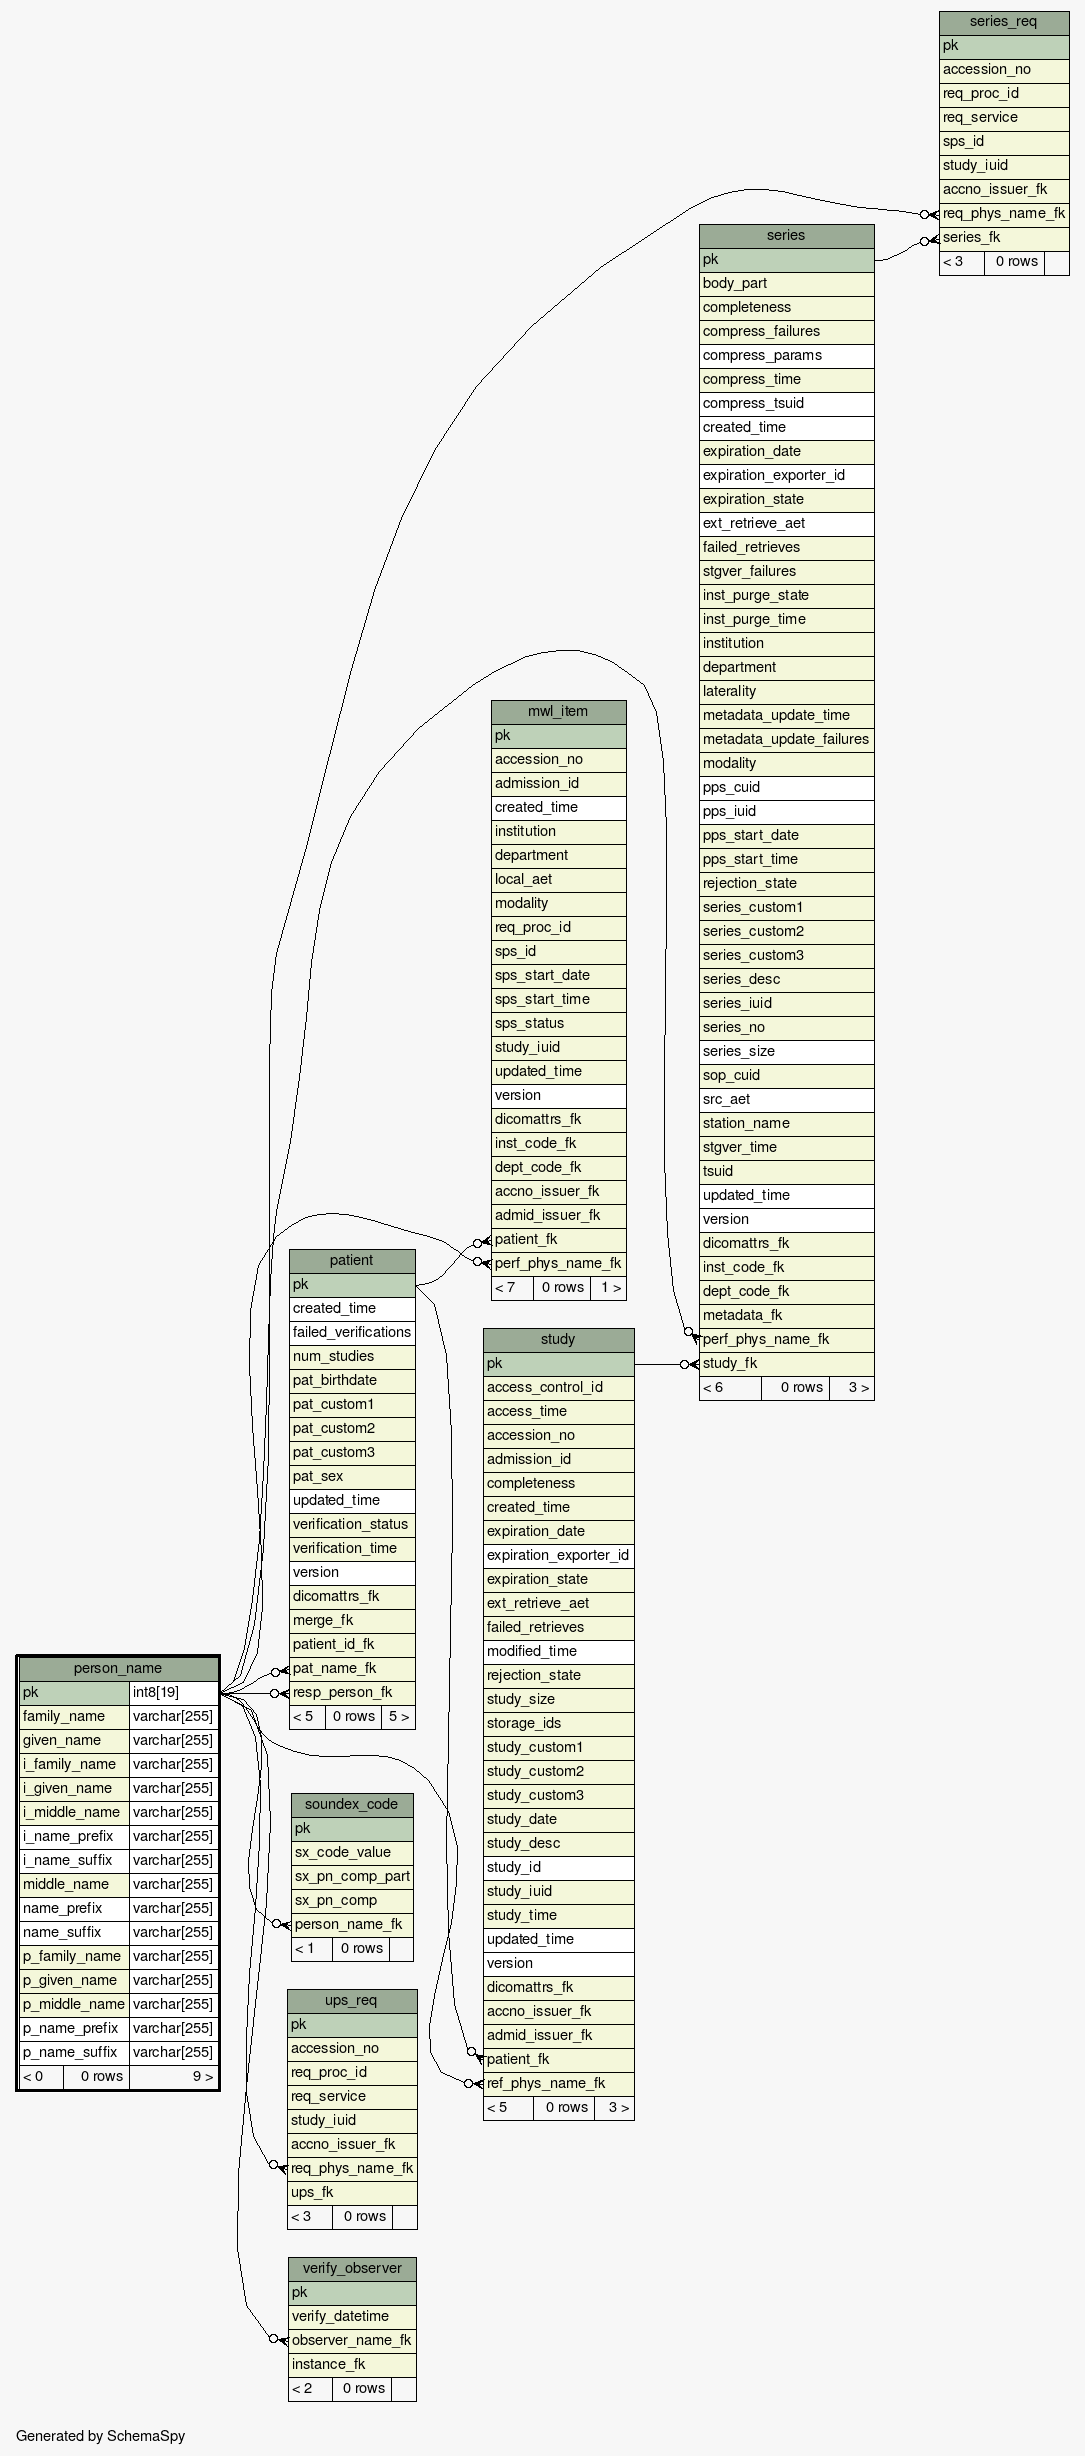 series_req
pk
accession_no
req_proc_id
req_service
sps_id
study_iuid
accno_issuer_fk
req_phys_name_fk
series_fk
< 3 0 rows
series
pk
body_part
completeness
compress_failures
compress_params
compress_time
compress_tsuid
created_time
expiration_date
expiration_exporter_id
expiration_state
ext_retrieve_aet
failed_retrieves
stgver_failures
inst_purge_state
inst_purge_time
institution
department
laterality
metadata_update_time
metadata_update_failures
modality
pps_cuid
pps_iuid
pps_start_date
pps_start_time
rejection_state
series_custom1
series_custom2
series_custom3
series_desc
series_iuid
series_no
series_size
sop_cuid
src_aet
station_name
stgver_time
tsuid
updated_time
version
dicomattrs_fk
inst_code_fk
dept_code_fk
metadata_fk
perf_phys_name_fk
study_fk
< 6 0 rows 3 >
mwl_item
pk
accession_no
admission_id
created_time
institution
department
local_aet
modality
req_proc_id
sps_id
sps_start_date
sps_start_time
sps_status
study_iuid
updated_time
version
dicomattrs_fk
inst_code_fk
dept_code_fk
accno_issuer_fk
admid_issuer_fk
patient_fk
perf_phys_name_fk
< 7 0 rows 1 >
patient
pk
created_time
failed_verifications
num_studies
pat_birthdate
pat_custom1
pat_custom2
pat_custom3
pat_sex
updated_time
verification_status
verification_time
version
dicomattrs_fk
merge_fk
patient_id_fk
pat_name_fk
resp_person_fk
< 5 0 rows 5 >
study
pk
access_control_id
access_time
accession_no
admission_id
completeness
created_time
expiration_date
expiration_exporter_id
expiration_state
ext_retrieve_aet
failed_retrieves
modified_time
rejection_state
study_size
storage_ids
study_custom1
study_custom2
study_custom3
study_date
study_desc
study_id
study_iuid
study_time
updated_time
version
dicomattrs_fk
accno_issuer_fk
admid_issuer_fk
patient_fk
ref_phys_name_fk
< 5 0 rows 3 >
person_name
pk int8[19]
family_name varchar[255]
given_name varchar[255]
i_family_name varchar[255]
i_given_name varchar[255]
i_middle_name varchar[255]
i_name_prefix varchar[255]
i_name_suffix varchar[255]
middle_name varchar[255]
name_prefix varchar[255]
name_suffix varchar[255]
p_family_name varchar[255]
p_given_name varchar[255]
p_middle_name varchar[255]
p_name_prefix varchar[255]
p_name_suffix varchar[255]
< 0 0 rows 9 >
soundex_code
pk
sx_code_value
sx_pn_comp_part
sx_pn_comp
person_name_fk
< 1 0 rows
ups_req
pk
accession_no
req_proc_id
req_service
study_iuid
accno_issuer_fk
req_phys_name_fk
ups_fk
< 3 0 rows
verify_observer
pk
verify_datetime
observer_name_fk
instance_fk
< 2 0 rows
Generated by SchemaSpy